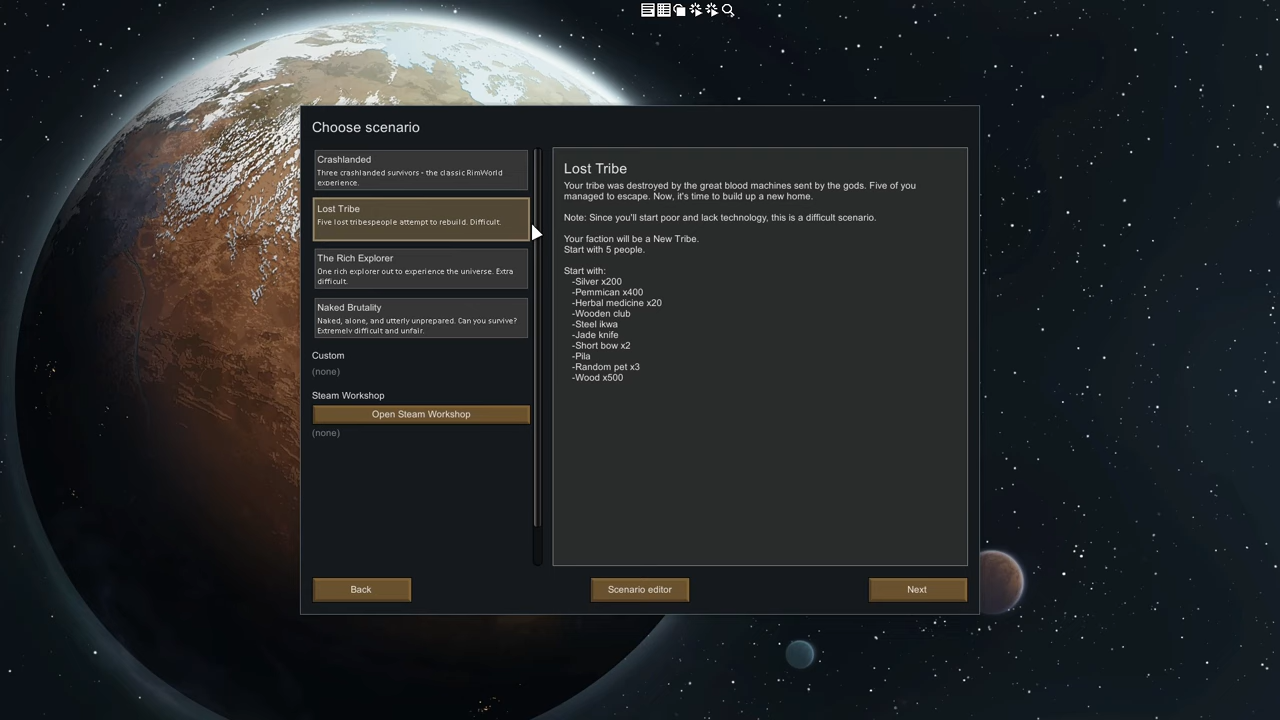 Choose scenario
Crashlanded
Three crashlanded survivors - the classic RimWorld
experience.
Lost Tribe
Five lost tribespeople attempt to rebuild. Difficult.
The Rich Explorer
One rich explorer out to experience the universe. Extra
difficult.
Naked Brutality
Naked, alone, and utterly unprepared. Can you survive?
Extremely difficult and unfair.
Custom
(none)
Steam Workshop
Open Steam Workshop
(none)
Lost Tribe
Your tribe was destroyed by the great blood machines sent by the gods. Five of you
managed to escape. Now, it's time to build up a new home.
Note: Since you'll start poor and lack technology, this is a difficult scenario.
Your faction will be a New Tribe.
Start with 5 people.
Start with:
-Silver x200
-Pemmican x400
-Herbal medicine x20
-Wooden club
-Steel ikwa
-Jade knife
-Short bow x2
-Pila
-Random pet x3
-Wood x500
Back
Scenario editor
Next